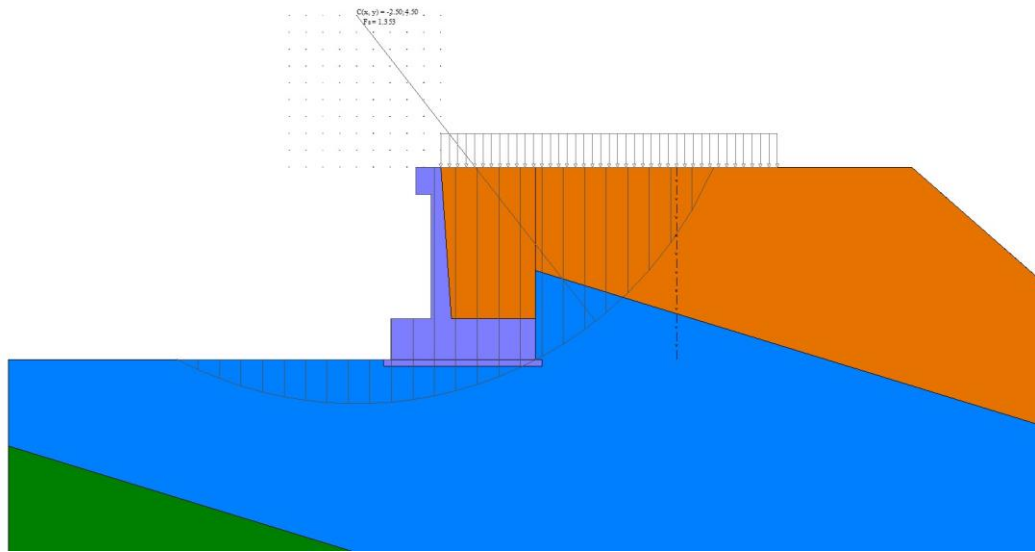 C(x, y) = -2.50;4.50
Fs = 1.353